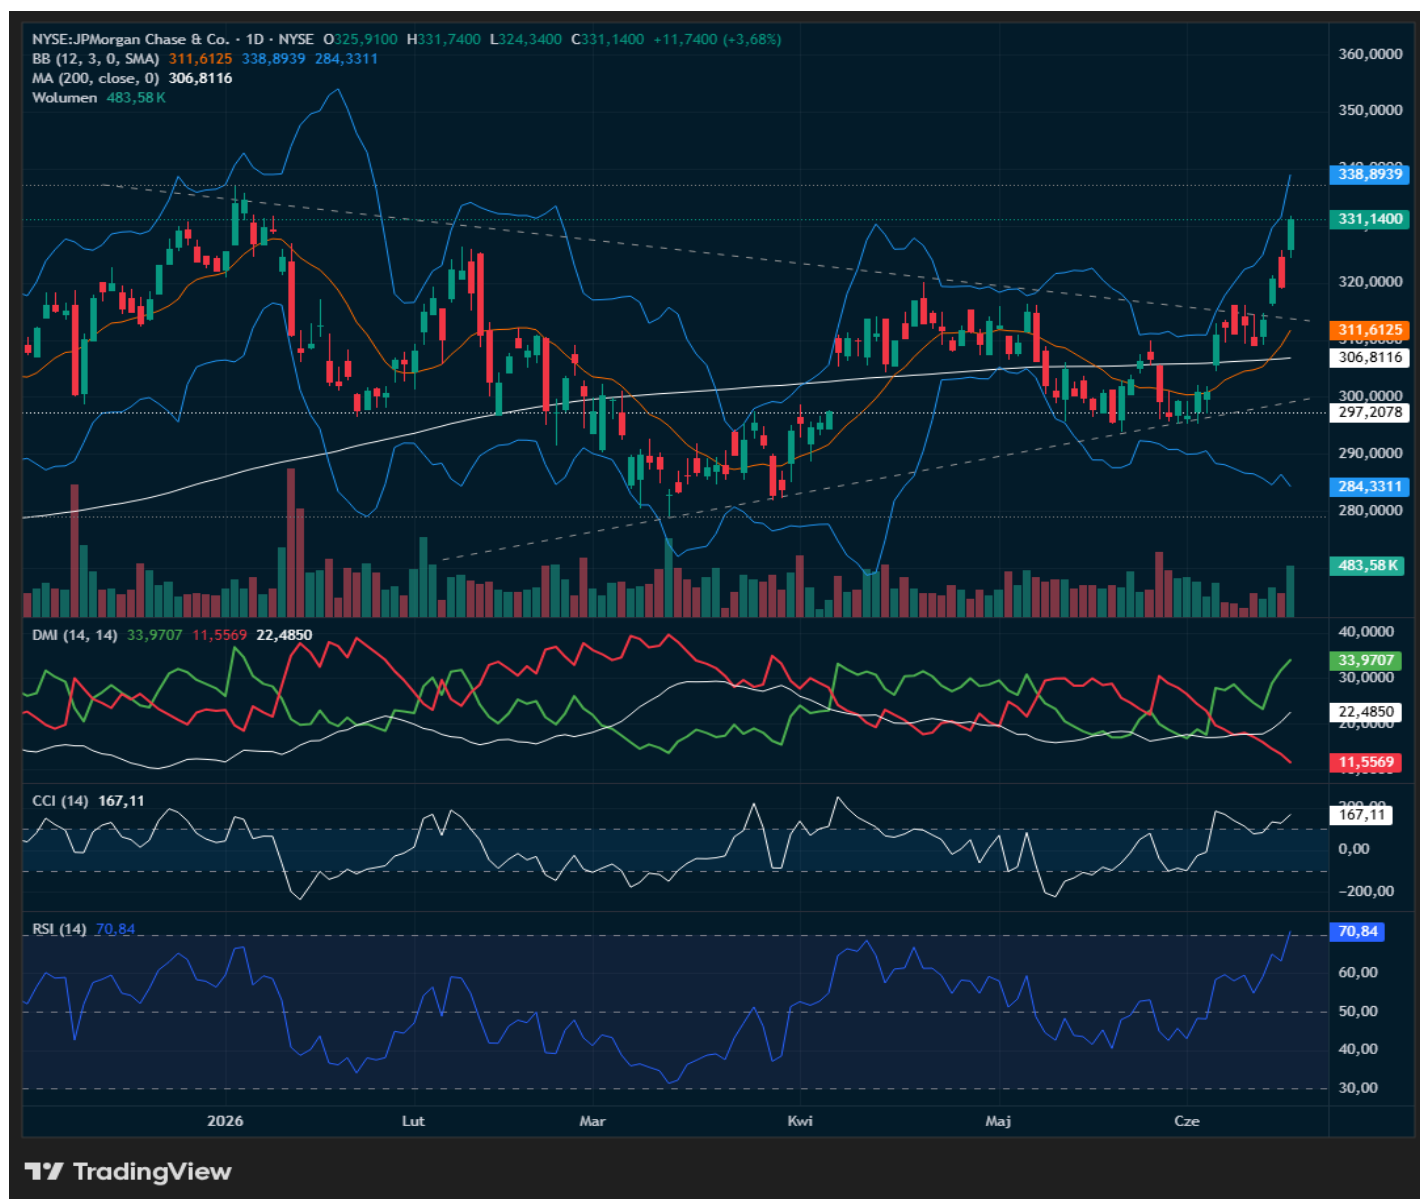 NYSE:JPMorgan Chase & Co. · 1D · NYSE O325,9100 H331,7400 L324,3400 C331,1400 +11,7400 (+3,68%)
BB (12, 3, 0, SMA) 311,6125 338,8939 284,3311
MA (200, close, 0) 306,8116
Wolumen 483,58 K
360,0000
350,0000
338,8939
331,1400
320,0000
311,6125
306,8116
300,0000
297,2078
290,0000
284,3311
280,0000
483,58 K
DMI (14, 14) 33,9707 11,5569 22,4850
40,0000
33,9707
30,0000
22,4850
11,5569
CCI (14) 167,11
167,11
0,00
−200,00
RSI (14) 70,84
70,84
60,00
50,00
40,00
30,00
2026 Lut Mar Kwi Maj Cze
TradingView